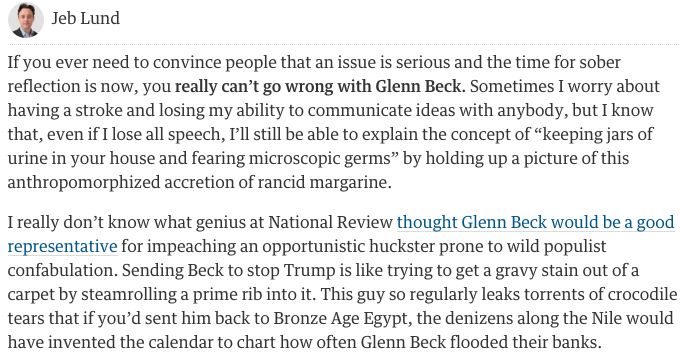 Jeb Lund
If you ever need to convince people that an issue is serious and the time for sober
reflection is now, you really can’t go wrong with Glenn Beck. Sometimes I worry about
having a stroke and losing my ability to communicate ideas with anybody, but I know
that, even if I lose all speech, I’ll still be able to explain the concept of “keeping jars of
urine in your house and fearing microscopic germs” by holding up a picture of this
anthropomorphized accretion of rancid margarine.
I really don’t know what genius at National Review thought Glenn Beck would be a good
representative for impeaching an opportunistic huckster prone to wild populist
confabulation. Sending Beck to stop Trump is like trying to get a gravy stain out of a
carpet by steamrolling a prime rib into it. This guy so regularly leaks torrents of crocodile
tears that if you’d sent him back to Bronze Age Egypt, the denizens along the Nile would
have invented the calendar to chart how often Glenn Beck flooded their banks.